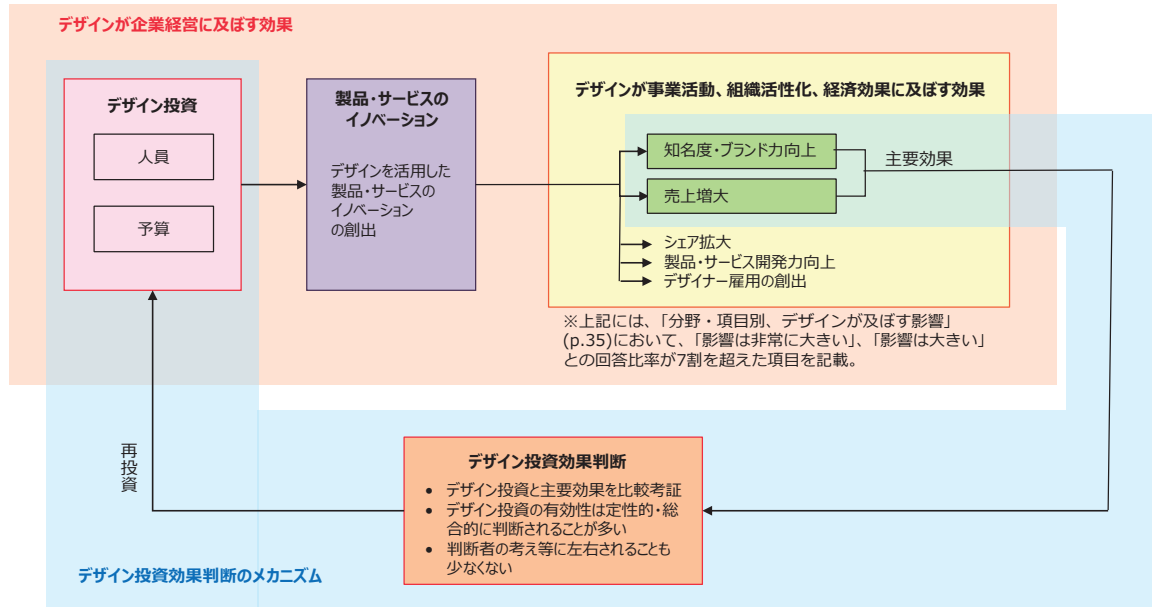 デザインが企業経営に及ぼす効果
デザイン投資
人員
予算
製品・サービスの
イノベーション
デザインを活用した
製品・サービスの
イノベーション
の創出
デザインが事業活動、組織活性化、経済効果に及ぼす効果
知名度・ブランド力向上
売上増大
主要効果
シェア拡大
製品・サービス開発力向上
デザイナー雇用の創出
※上記には、「分野・項目別、デザインが及ぼす影響」
(p.35)において、「影響は非常に大きい」、「影響は大きい」
との回答比率が7割を超えた項目を記載。
再投資
デザイン投資効果判断
• デザイン投資と主要効果を比較考証
• デザイン投資の有効性は定性的・総
合的に判断されることが多い
• 判断者の考え等に左右されることも
少なくない
デザイン投資効果判断のメカニズム